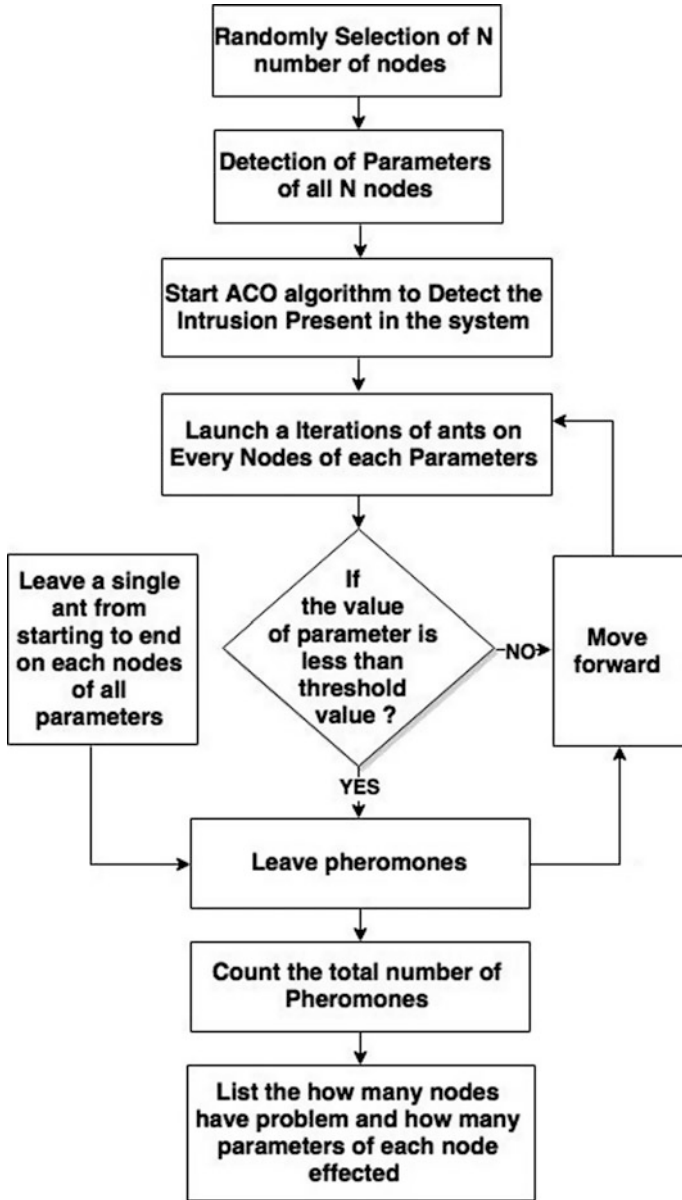 Randomly Selection of N
number of nodes
Detection of Parameters
of all N nodes
Start ACO algorithm to Detect the
Intrusion Present in the system
Launch a Iterations of ants on
Every Nodes of each Parameters
Leave a single
ant from
starting to end
on each nodes
of all
parameters
If
the value
of parameter is
less than
threshold
value ?
NO
Move
forward
YES
Leave pheromones
Count the total number of
Pheromones
List the how many nodes
have problem and how many
parameters of each node
effected